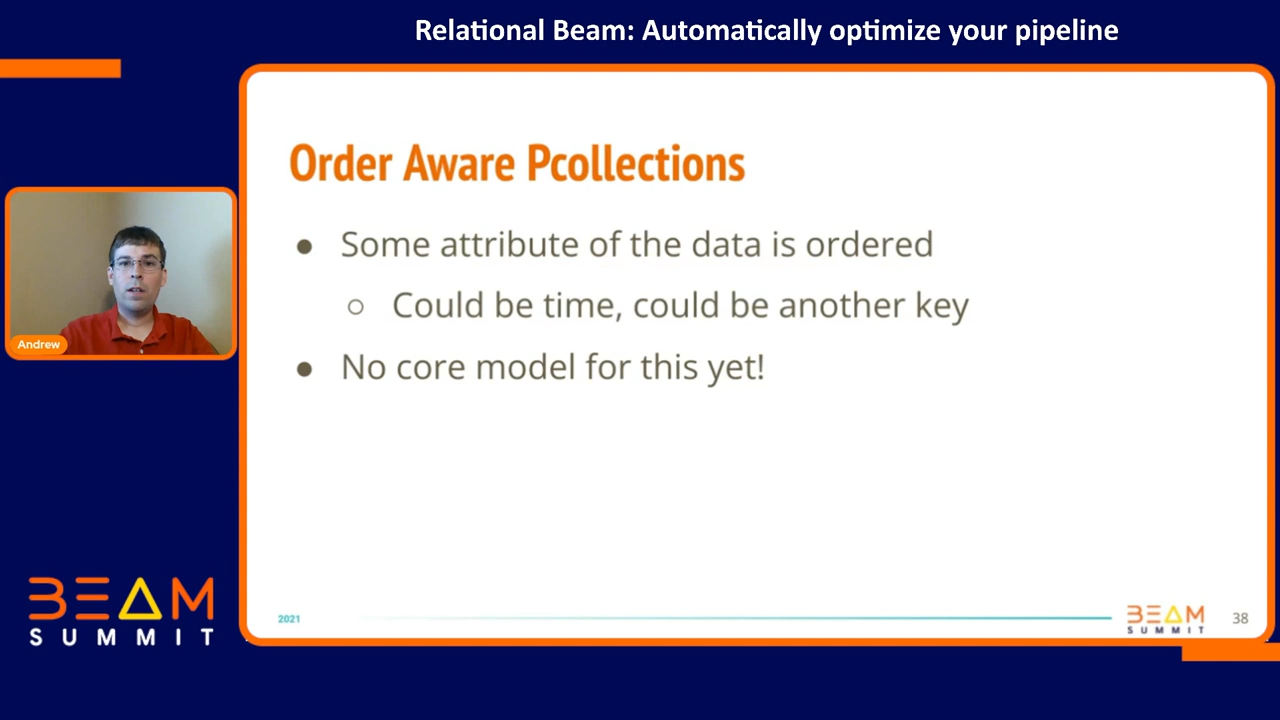 Relational Beam: Automatically optimize your pipeline
Order Aware Pcollections
● Some attribute of the data is ordered
○ Could be time, could be another key
● No core model for this yet!
Andrew
BEAM
SUMMIT
2021
BEAM
SUMMIT
38